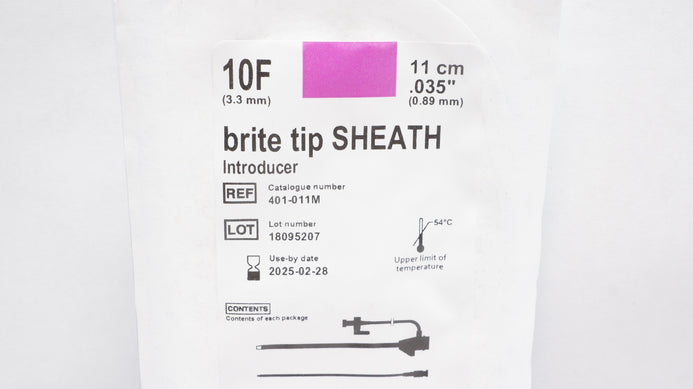 10F
(3.3 mm)
11 cm
.035"
(0.89 mm)
brite tip SHEATH
Introducer
REF
Catalogue number
401-011M
LOT
Lot number
18095207
54°C
Upper limit of
temperature
Use-by date
2025-02-28
CONTENTS
Contents of each package